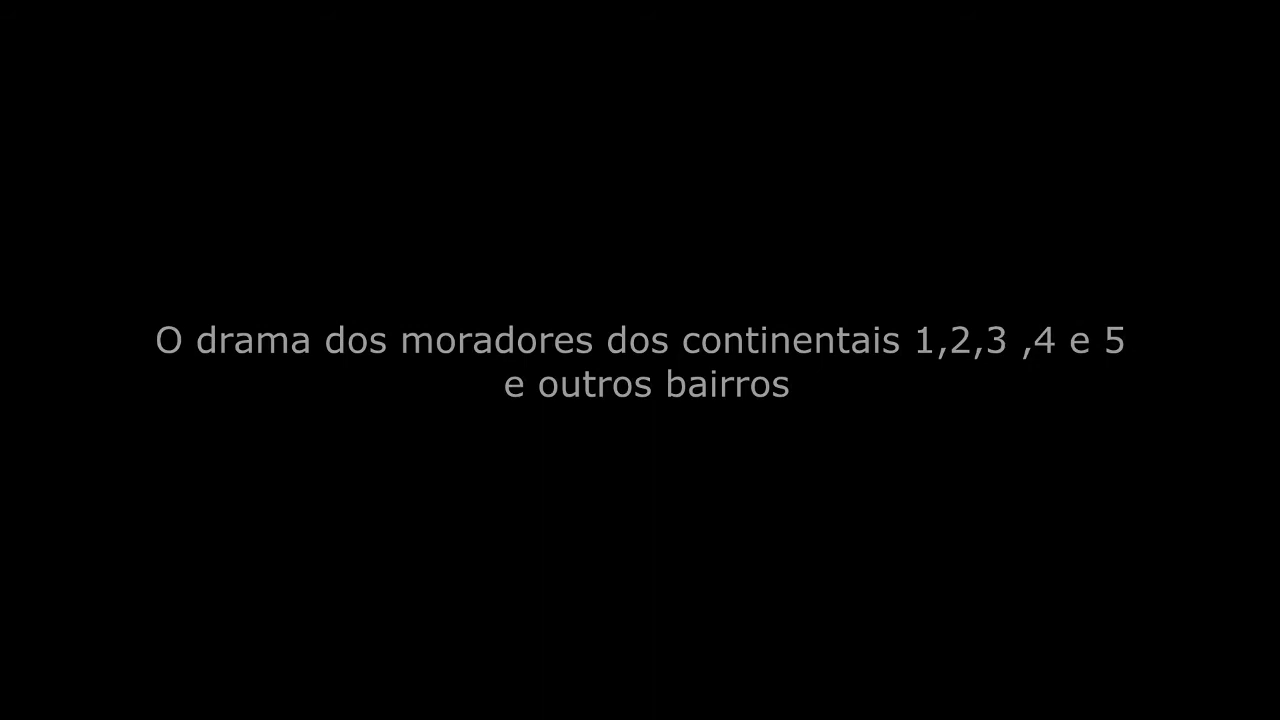 O drama dos moradores dos continentais 1,2,3 ,4 e 5
e outros bairros